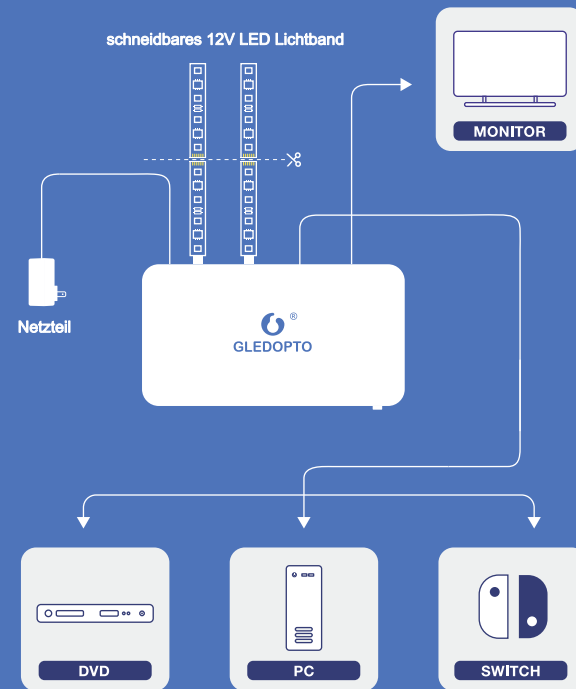 schneidbares 12V LED Lichtband
MONITOR
Netzteil
®
GLEDOPTO
DVD
PC
SWITCH